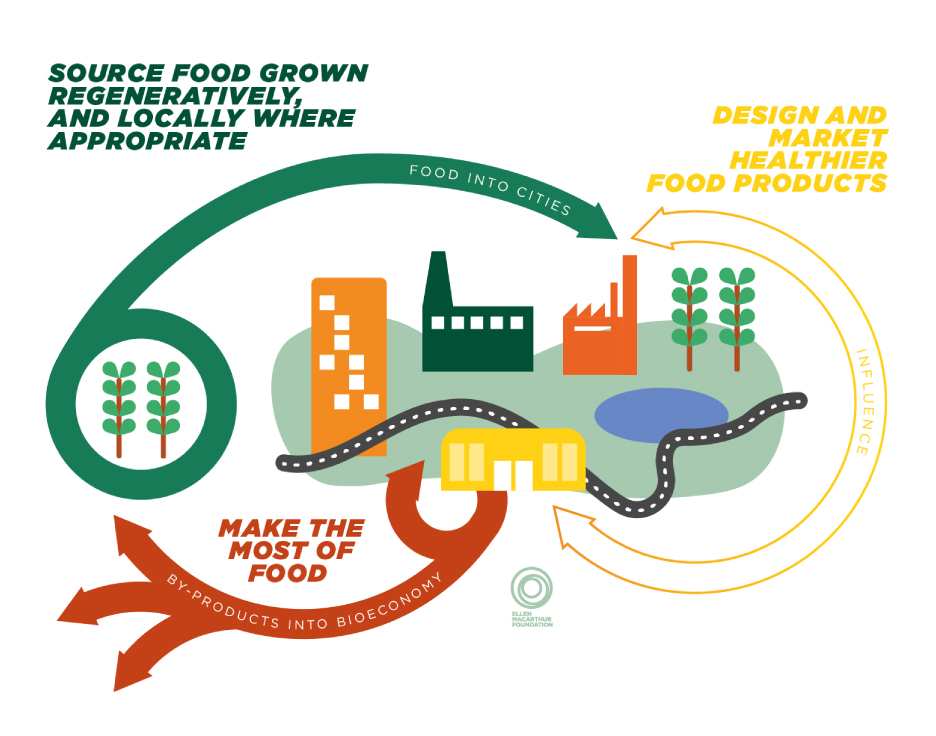 SOURCE FOOD GROWN
REGENERATIVELY,
AND LOCALLY WHERE
APPROPRIATE
DESIGN AND
MARKET
HEALTHIER
FOOD PRODUCTS
FOOD INTO CITIES
INFLUENCE
MAKE THE
MOST OF
FOOD
BY-PRODUCTS INTO BIOECONOMY
ELLEN
MACARTHUR
FOUNDATION